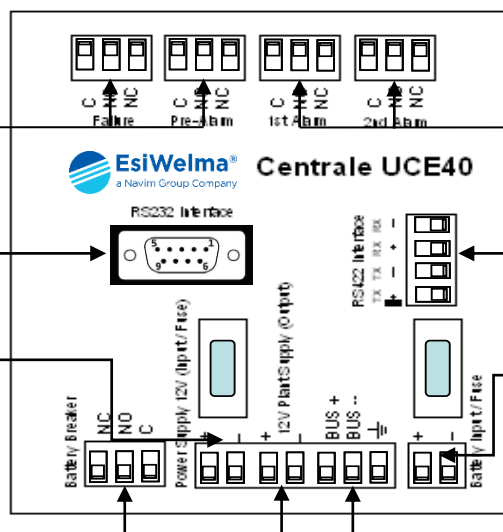 C NO NC
C NO NC
C NO NC
C NO NC
Failure
Pre-Alarm
1st Alarm
2nd Alarm
EsiWelma®
a Navim Group Company
Centrale UCE40
RS232 Interface
5 1
9 6
RS422 Interface
TX TX RX RX
+ − + −
Battery Breaker
NC NO C
Power Supply 12V (Input / Fuse)
+ −
12V Plant Supply (Output)
+ −
BUS +
BUS --
Battery Input / Fuse
+ −